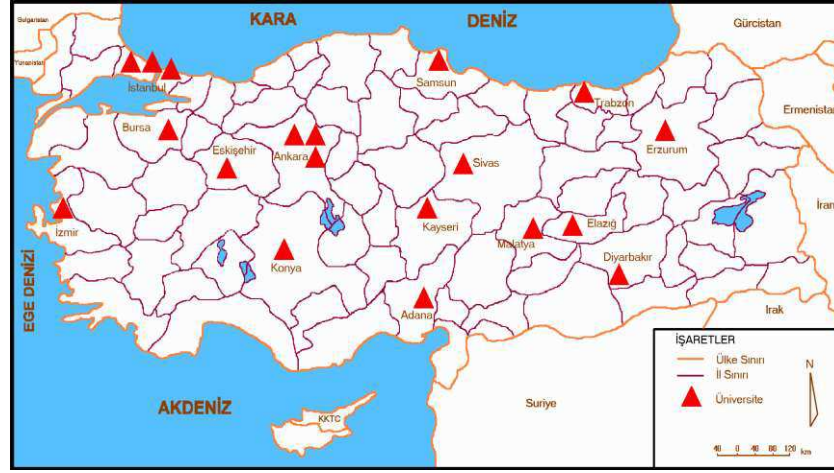 KARA DENİZ
Bulgaristan
Gürcistan
Yunanistan
İstanbul
Samsun
Trabzon
Ermenistan
Bursa
Ankara
Erzurum
Eskişehir
Sivas
İran
İzmir
Kayseri
Elazığ
Malatya
Konya
Diyarbakır
EGE DENİZİ
Adana
Irak
Suriye
AKDENİZ
KKTC
İŞARETLER
Ülke Sınırı
İl Sınırı
Üniversite
N
40 0 40 80 120
km